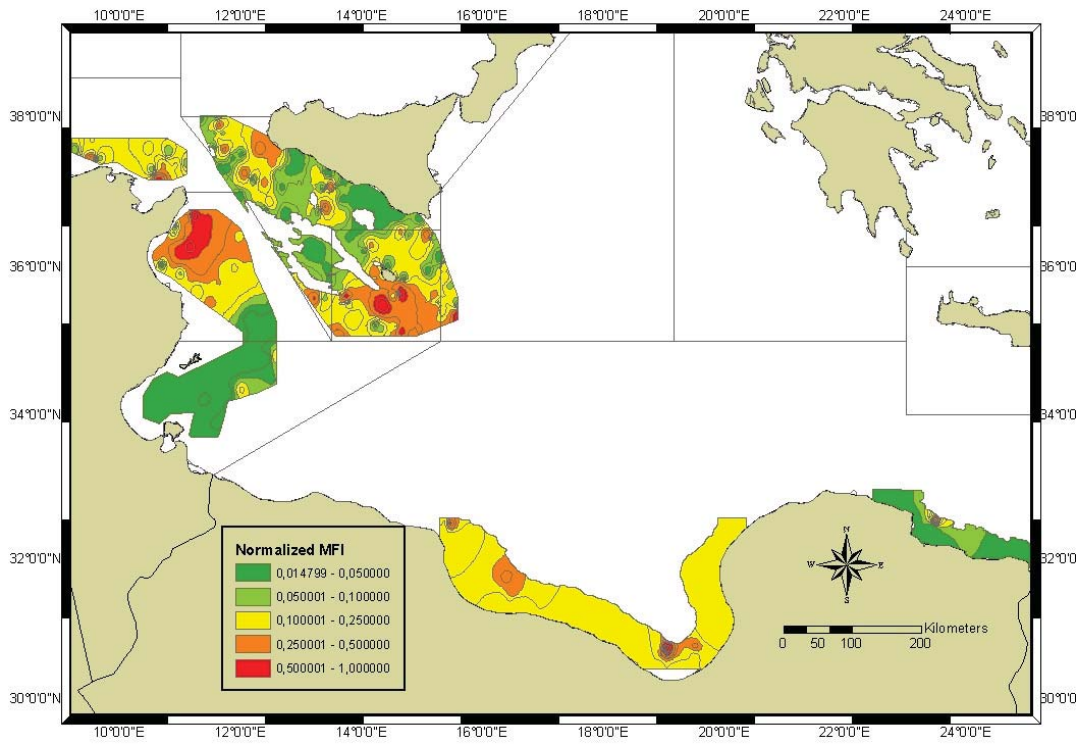 10°0'0"E 12°0'0"E 14°0'0"E 16°0'0"E 18°0'0"E 20°0'0"E 22°0'0"E 24°0'0"E
38°0'0"N 38°0'0"N
36°0'0"N 36°0'0"N
34°0'0"N 34°0'0"N
32°0'0"N 32°0'0"N
30°0'0"N 30°0'0"N
Normalized MFI
0,014799 - 0,050000
0,050001 - 0,100000
0,100001 - 0,250000
0,250001 - 0,500000
0,500001 - 1,000000
N
W E
S
Kilometers
0 50 100 200
10°0'0"E 12°0'0"E 14°0'0"E 16°0'0"E 18°0'0"E 20°0'0"E 22°0'0"E 24°0'0"E